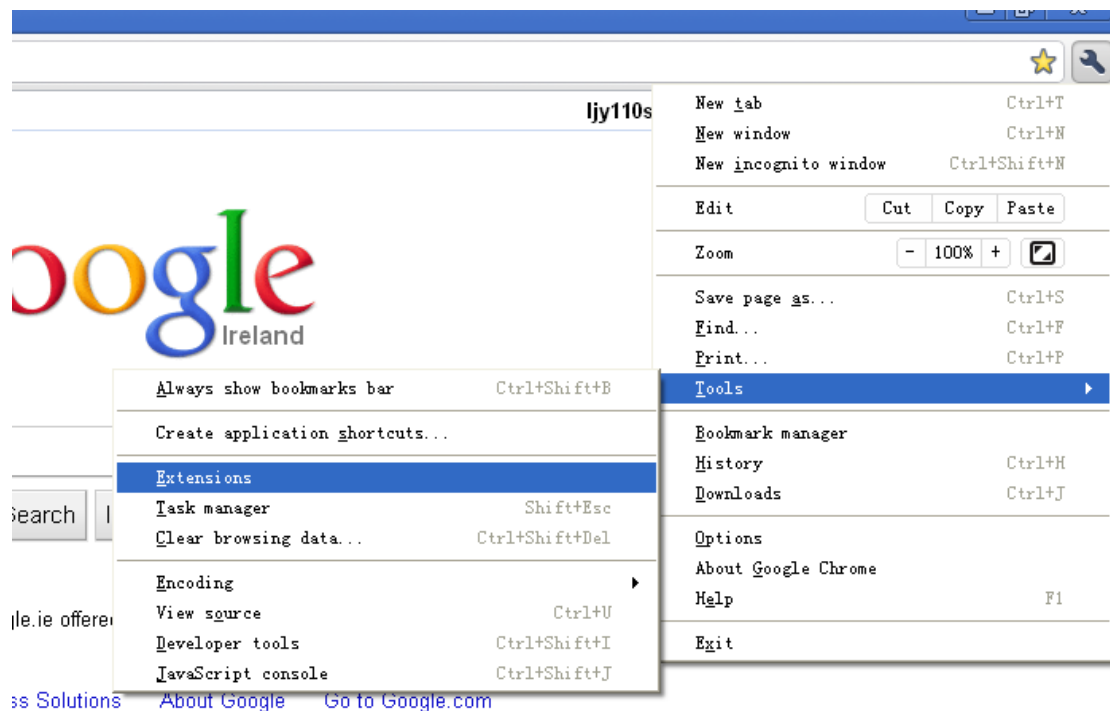 ljy110s
oogle
Ireland
Search
gle.ie offered
ss Solutions About Google Go to Google.com
New tab Ctrl+T
New window Ctrl+N
New incognito window Ctrl+Shift+N
Edit Cut Copy Paste
Zoom - 100% +
Save page as... Ctrl+S
Find... Ctrl+F
Print... Ctrl+P
Tools
Bookmark manager
History Ctrl+H
Downloads Ctrl+J
Options
About Google Chrome
Help F1
Exit
Always show bookmarks bar Ctrl+Shift+B
Create application shortcuts...
Extensions
Task manager Shift+Esc
Clear browsing data... Ctrl+Shift+Del
Encoding
View source Ctrl+U
Developer tools Ctrl+Shift+I
JavaScript console Ctrl+Shift+J